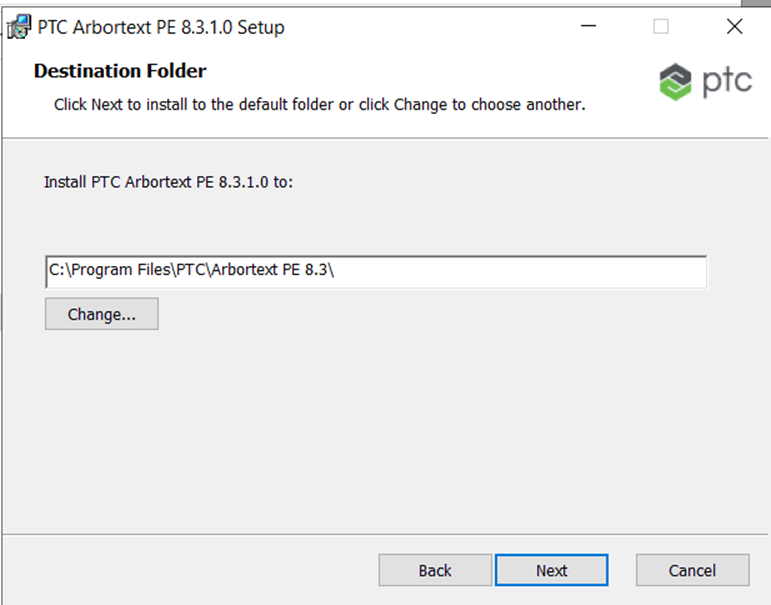 PTC Arbortext PE 8.3.1.0 Setup
Destination Folder
Click Next to install to the default folder or click Change to choose another.
ptc
Install PTC Arbortext PE 8.3.1.0 to:
C:\Program Files\PTC\Arbortext PE 8.3\
Change...
Back
Next
Cancel